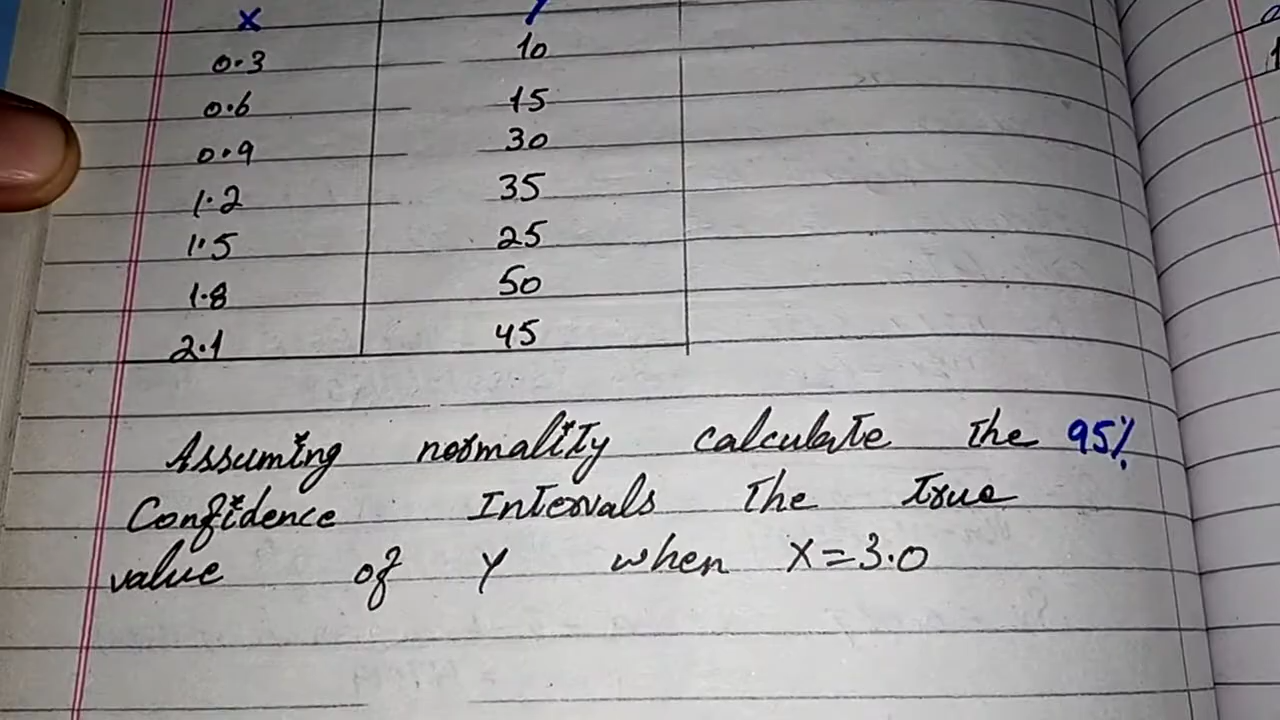 x y
0.3 10
0.6 15
0.9 30
1.2 35
1.5 25
1.8 50
2.1 45
Assuming normality calculate the 95%
Confidence Intervals The True
value of y when x=3.0